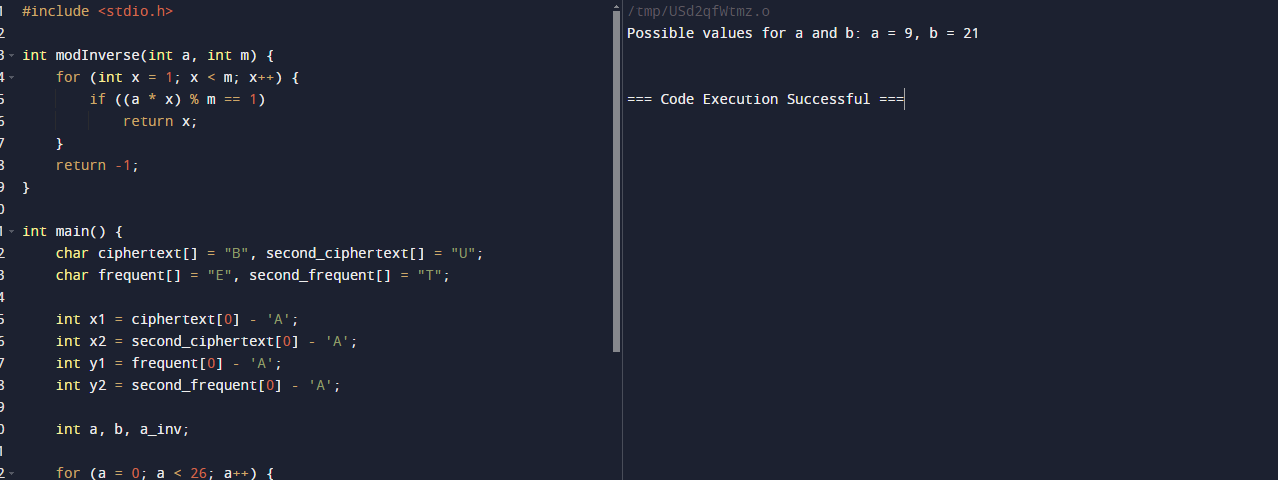 1 #include <stdio.h>
2
3 int modInverse(int a, int m) {
4     for (int x = 1; x < m; x++) {
5         if ((a * x) % m == 1)
6             return x;
7     }
8     return -1;
9 }
0
1 int main() {
2     char ciphertext[] = "B", second_ciphertext[] = "U";
3     char frequent[] = "E", second_frequent[] = "T";
4
5     int x1 = ciphertext[0] - 'A';
6     int x2 = second_ciphertext[0] - 'A';
7     int y1 = frequent[0] - 'A';
8     int y2 = second_frequent[0] - 'A';
9
0     int a, b, a_inv;
1
2     for (a = 0; a < 26; a++) {
/tmp/USd2qfWtmz.o
Possible values for a and b: a = 9, b = 21
=== Code Execution Successful ===